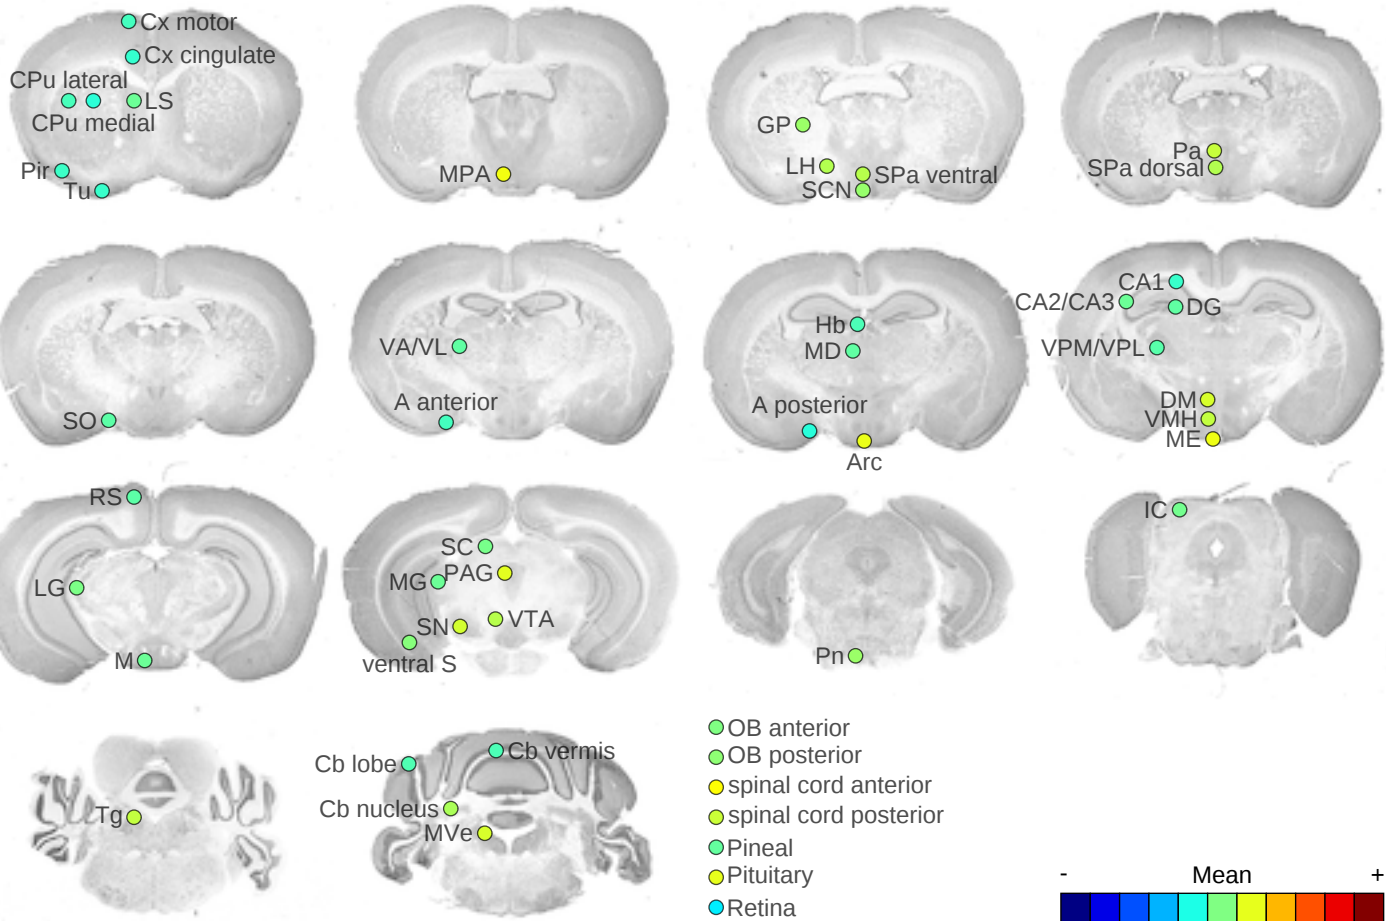 Cx motor
Cx cingulate
CPu lateral
LS
CPu medial
Pir
Tu
MPA
GP
LH
SPa ventral
SCN
Pa
SPa dorsal
SO
VA/VL
A anterior
Hb
MD
A posterior
Arc
CA1
CA2/CA3
DG
VPM/VPL
DM
VMH
ME
RS
LG
M
SC
MG
PAG
SN
VTA
ventral S
Pn
IC
Tg
Cb lobe
Cb vermis
Cb nucleus
MVe
OB anterior
OB posterior
spinal cord anterior
spinal cord posterior
Pineal
Pituitary
Retina
- Mean +